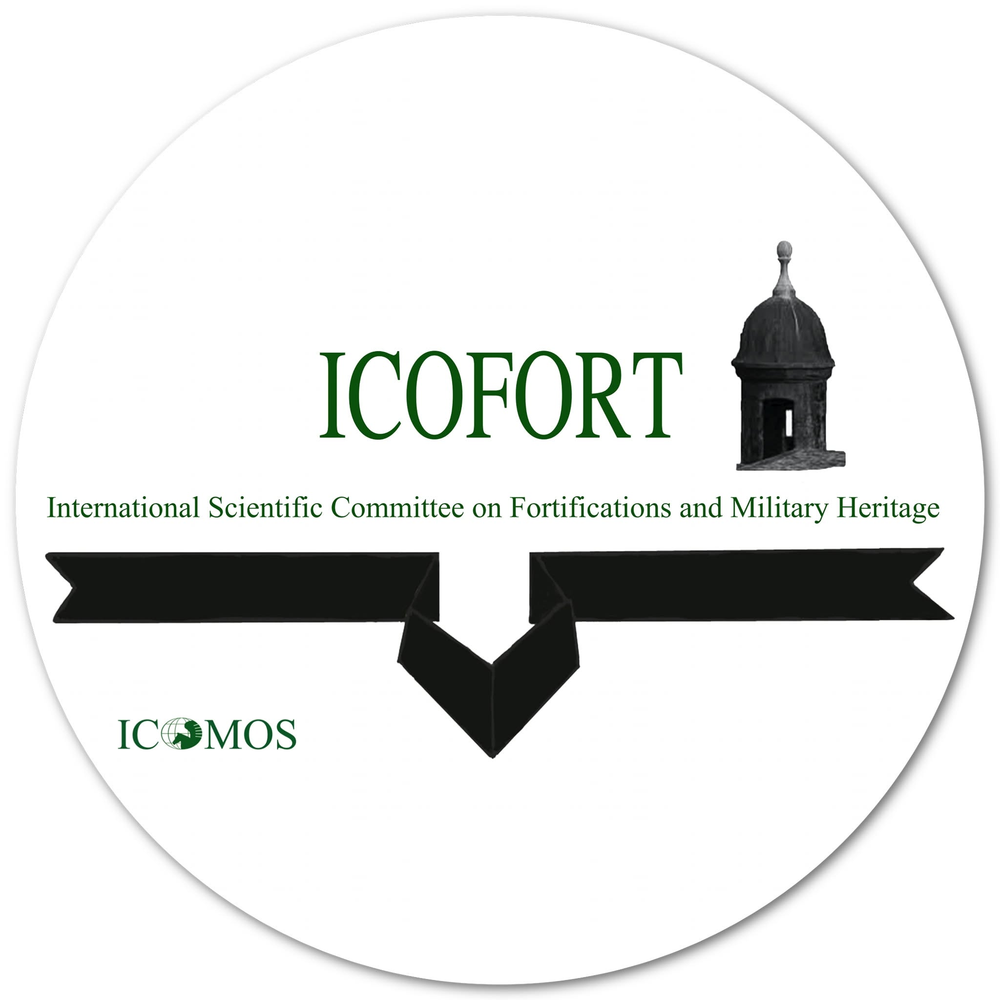 ICOFORT
International Scientific Committee on Fortifications and Military Heritage
ICOMOS